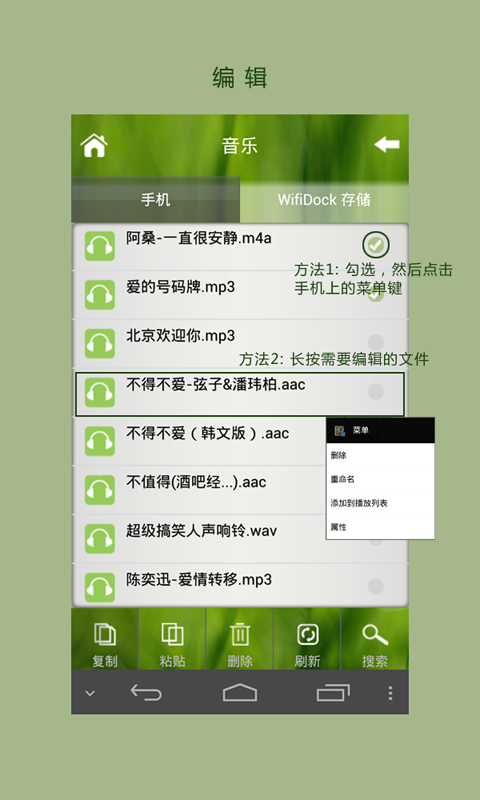 编 辑
音乐
手机
WifiDock 存储
阿桑-一直很安静.m4a
方法1: 勾选，然后点击
手机上的菜单键
爱的号码牌.mp3
北京欢迎你.mp3
方法2: 长按需要编辑的文件
不得不爱-弦子&潘玮柏.aac
不得不爱（韩文版）.aac
菜单
删除
重命名
添加到播放列表
属性
不值得(酒吧经...).aac
超级搞笑人声响铃.wav
陈奕迅-爱情转移.mp3
复制
粘贴
删除
刷新
搜索